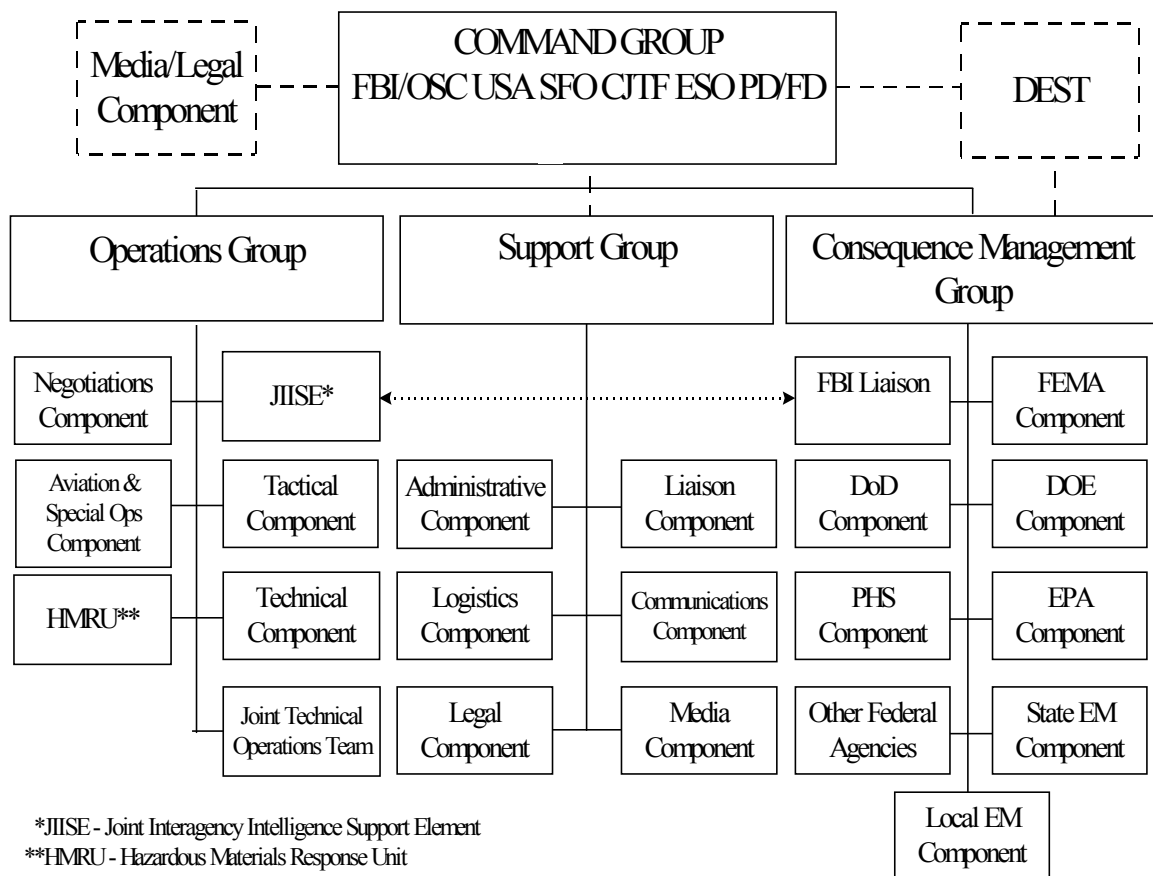 Media/Legal
Component
COMMAND GROUP
FBI/OSC USA SFO CJTF ESO PD/FD
DEST
Operations Group
Support Group
Consequence Management
Group
Negotiations
Component
JIISE*
FBI Liaison
FEMA
Component
Aviation &
Special Ops
Component
Tactical
Component
Administrative
Component
Liaison
Component
DoD
Component
DOE
Component
HMRU**
Technical
Component
Logistics
Component
Communications
Component
PHS
Component
EPA
Component
Joint Technical
Operations Team
Legal
Component
Media
Component
Other Federal
Agencies
State EM
Component
Local EM
Component
*JIISE - Joint Interagency Intelligence Support Element
**HMRU - Hazardous Materials Response Unit